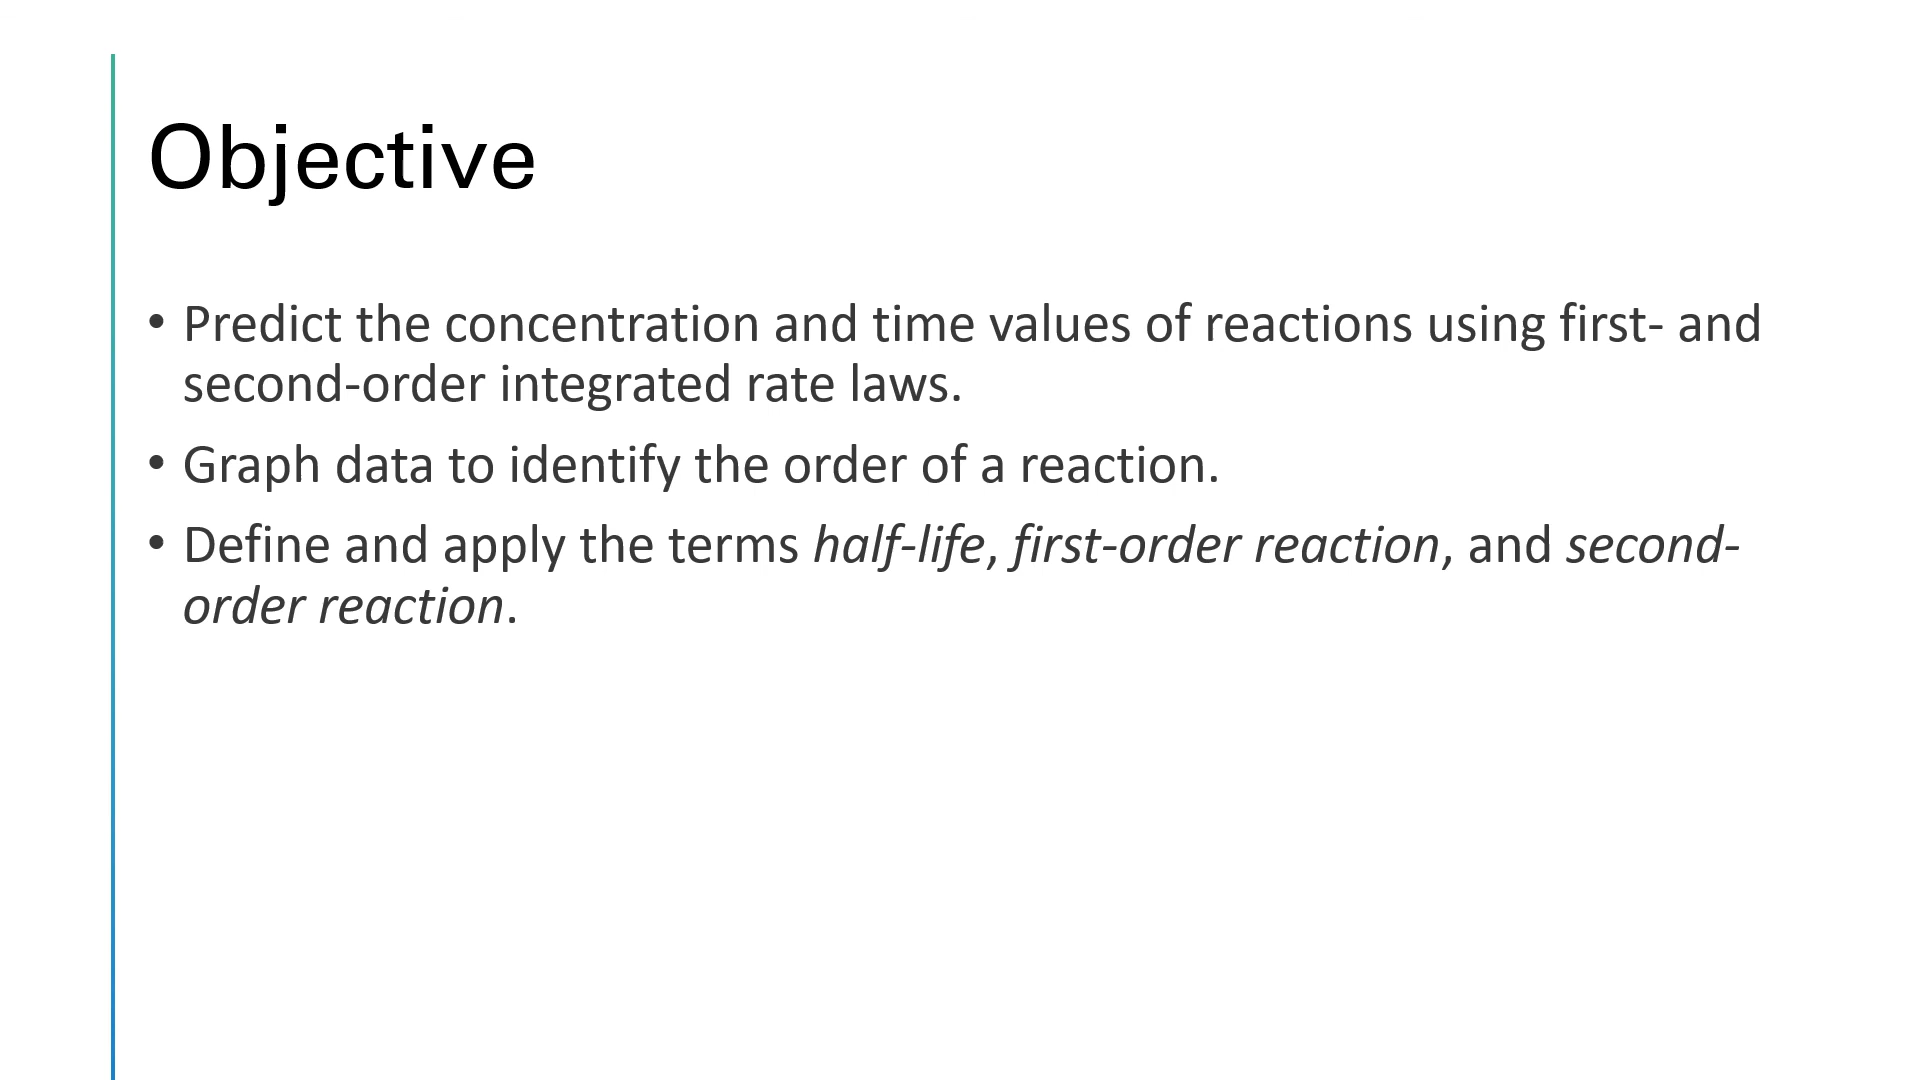 Objective
• Predict the concentration and time values of reactions using first- and
second-order integrated rate laws.
• Graph data to identify the order of a reaction.
• Define and apply the terms half-life, first-order reaction, and second-
order reaction.